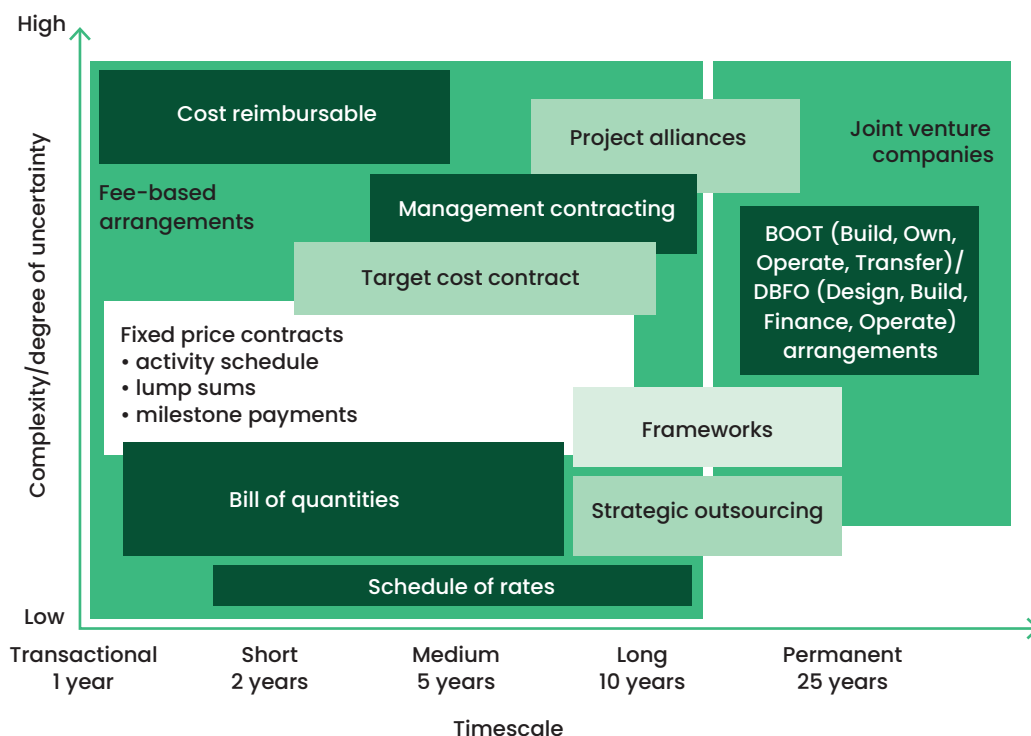 High
Complexity/degree of uncertainty
Cost reimbursable
Project alliances
Joint venture
companies
Fee-based
arrangements
Management contracting
BOOT (Build, Own,
Operate, Transfer)/
DBFO (Design, Build,
Finance, Operate)
arrangements
Target cost contract
Fixed price contracts
• activity schedule
• lump sums
• milestone payments
Frameworks
Bill of quantities
Strategic outsourcing
Schedule of rates
Low
Transactional
1 year
Short
2 years
Medium
5 years
Long
10 years
Permanent
25 years
Timescale